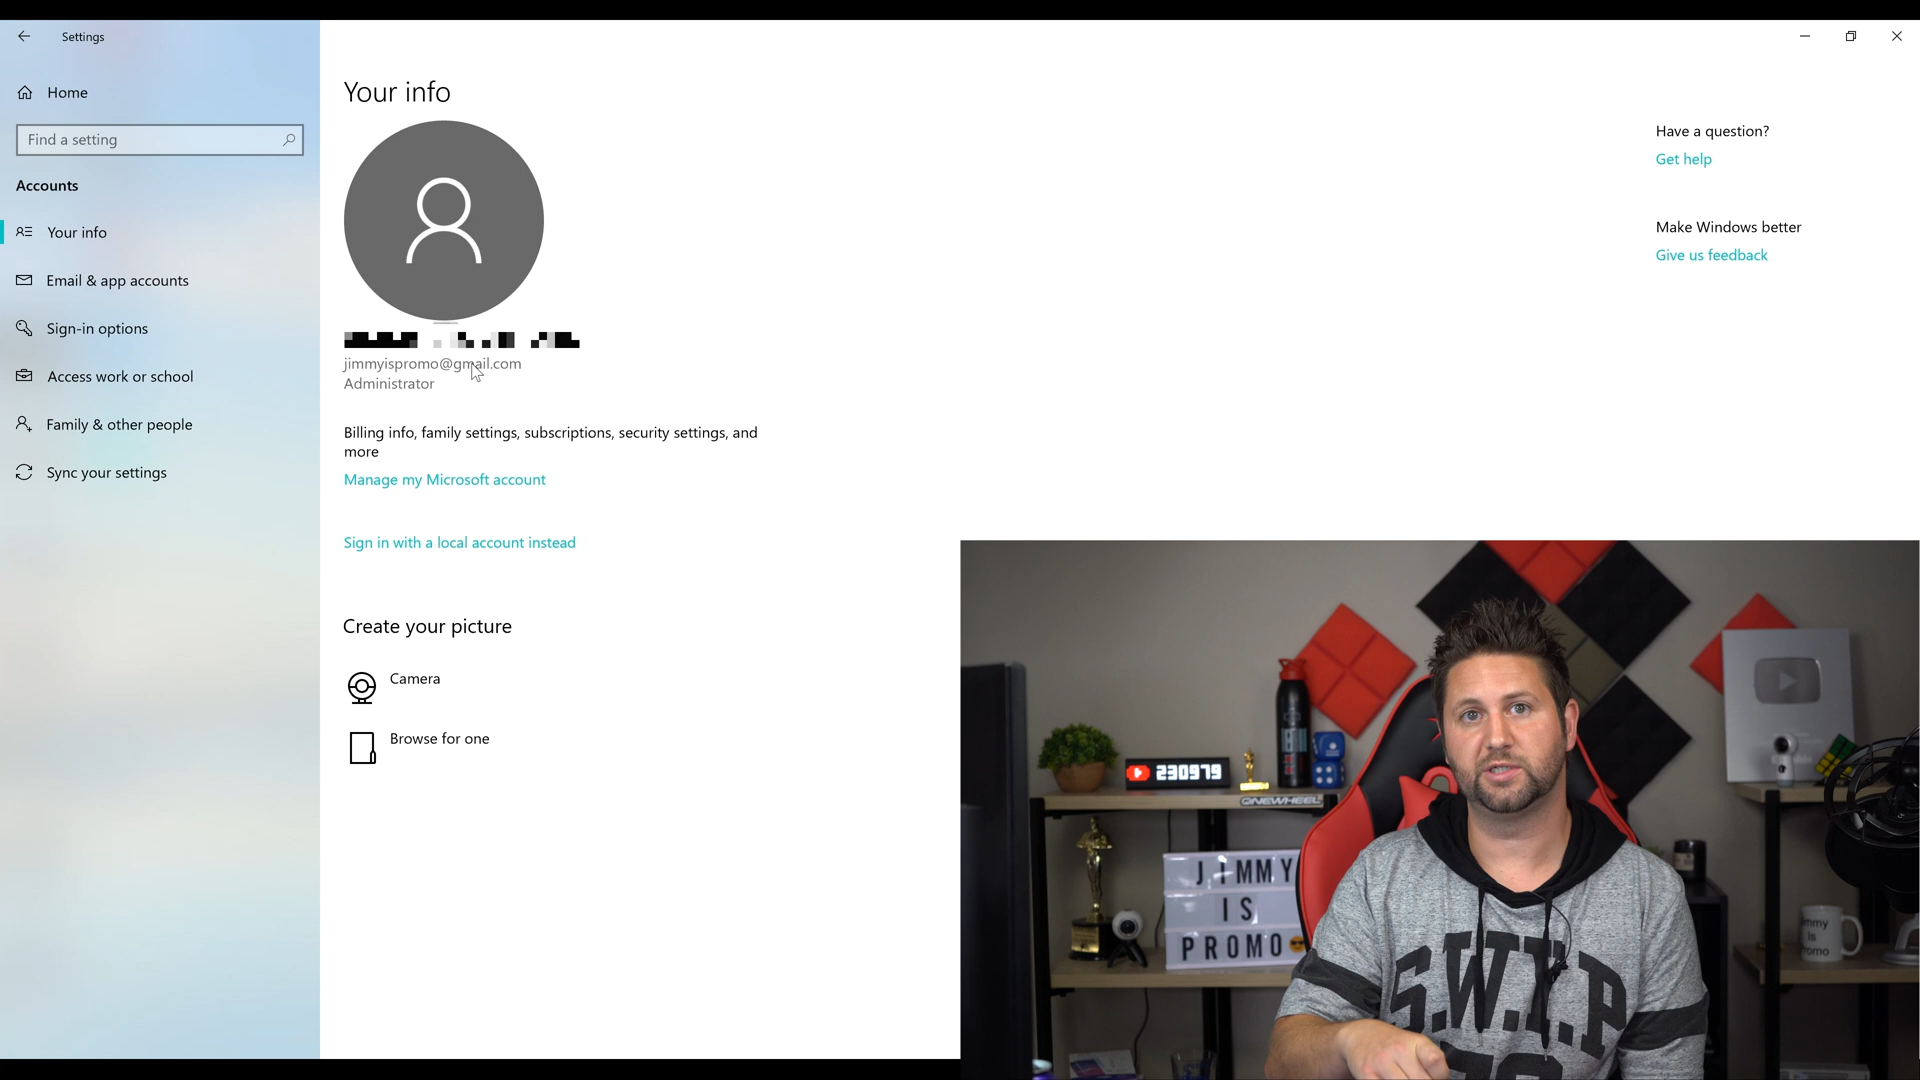 Settings
Home
Find a setting
Accounts
Your info
Email & app accounts
Sign-in options
Access work or school
Family & other people
Sync your settings
Your info
jimmyispromo@gmail.com
Administrator
Billing info, family settings, subscriptions, security settings, and
more
Manage my Microsoft account
Sign in with a local account instead
Create your picture
Camera
Browse for one
Have a question?
Get help
Make Windows better
Give us feedback
230979
ONEWHEEL
JIMMY
IS
PROMO
Is
S.W.I.P